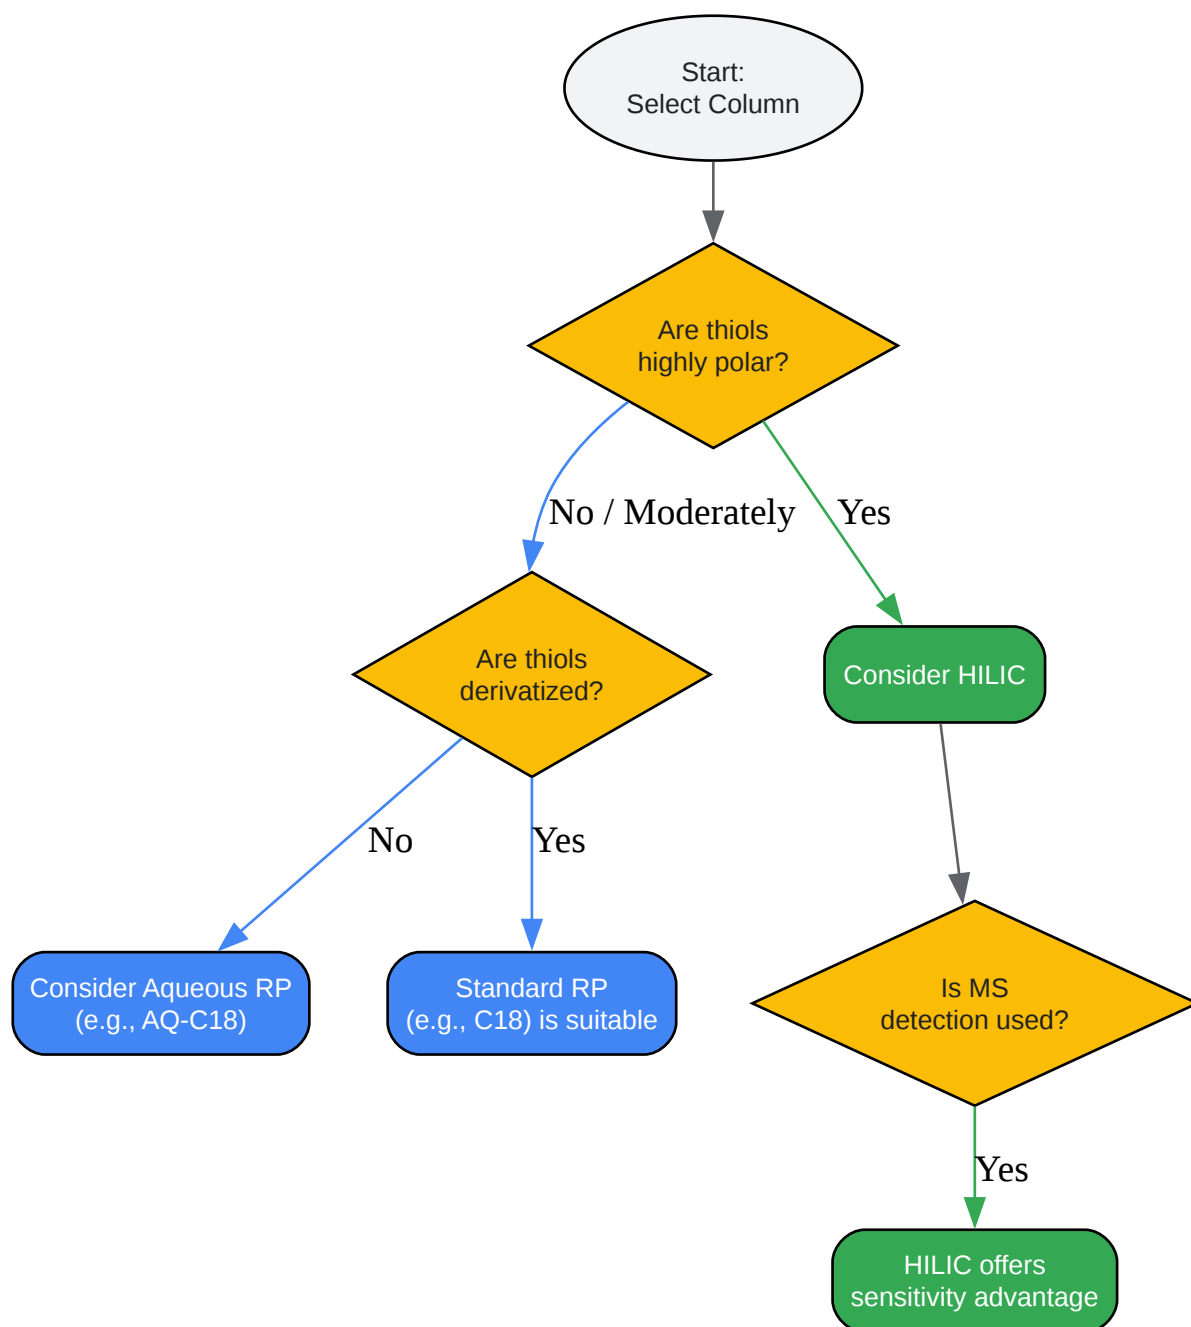 Start:
Select Column
Are thiols
highly polar?
No / Moderately
Yes
Are thiols
derivatized?
Consider HILIC
No
Yes
Consider Aqueous RP
(e.g., AQ-C18)
Standard RP
(e.g., C18) is suitable
Is MS
detection used?
Yes
HILIC offers
sensitivity advantage